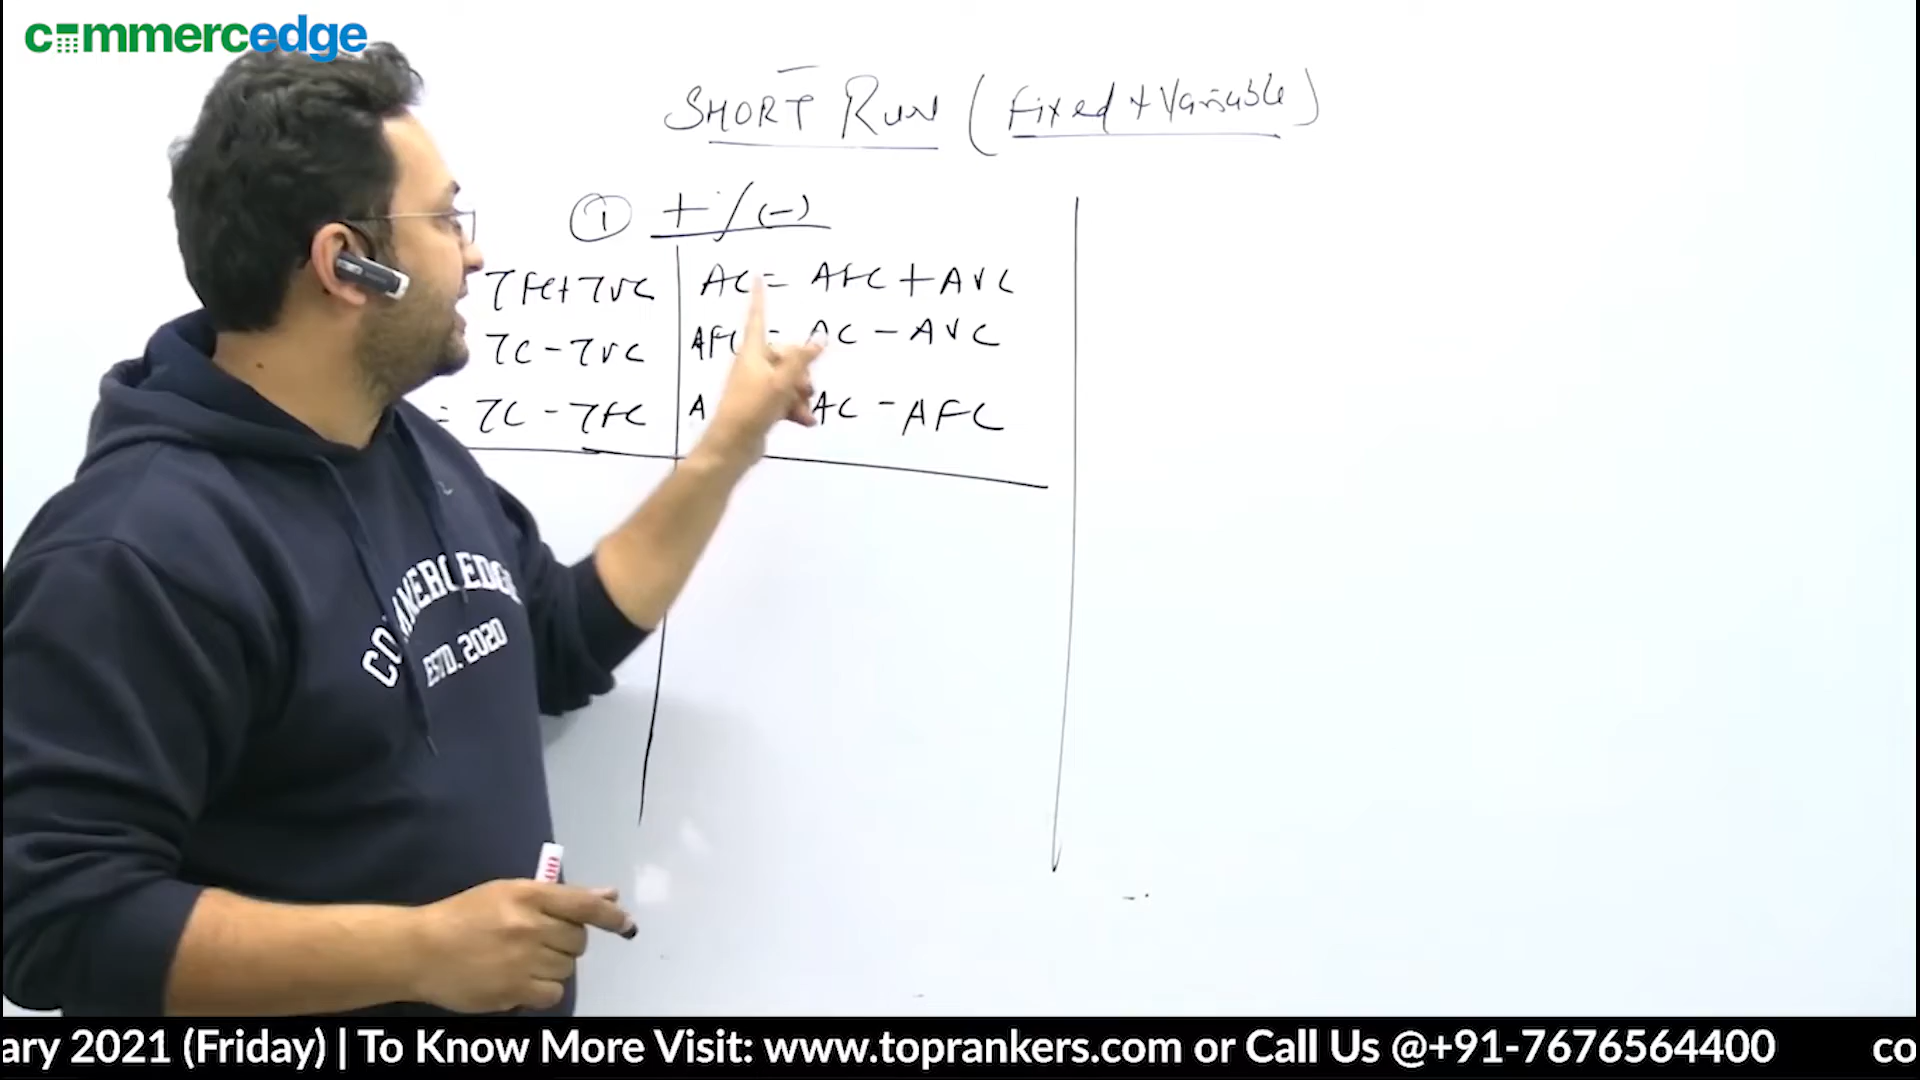 commercedge
SHORT RUN (Fixed + Variable)
① + / (-)
TFC + TVC
AC = AFC + AVC
TC - TVC
AFC = AC - AVC
= TC - TFC
A AC - AFC
COMMERCEDGE
ESTD. 2020
ary 2021 (Friday) | To Know More Visit: www.toprankers.com or Call Us @+91-7676564400 co